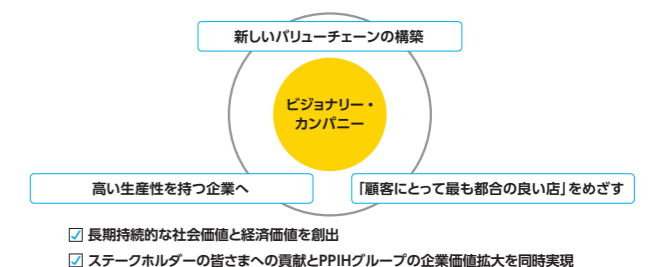 新しいバリューチェーンの構築
ビジョナリー・
カンパニー
高い生産性を持つ企業へ
「顧客にとって最も都合の良い店」をめざす
長期持続的な社会価値と経済価値を創出
ステークホルダーの皆さまへの貢献とPPIHグループの企業価値拡大を同時実現